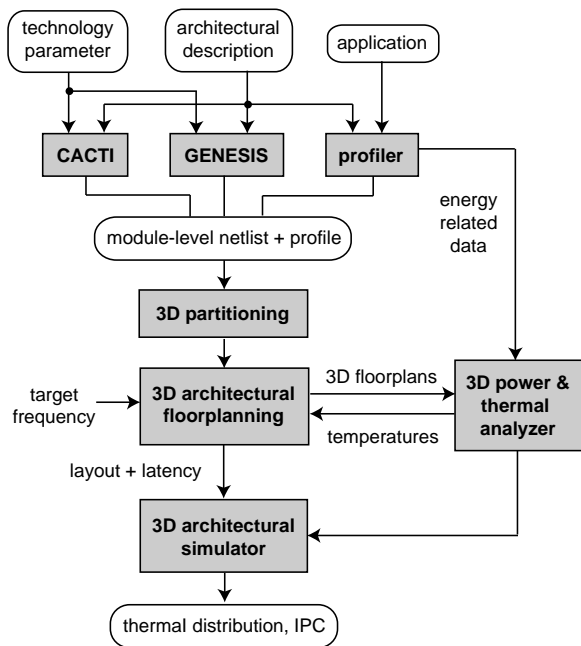 technology
parameter
architectural
description
application
CACTI
GENESIS
profiler
energy
related
data
module-level netlist + profile
3D partitioning
target
frequency
3D architectural
floorplanning
3D floorplans
temperatures
3D power &
thermal
analyzer
layout + latency
3D architectural
simulator
thermal distribution, IPC